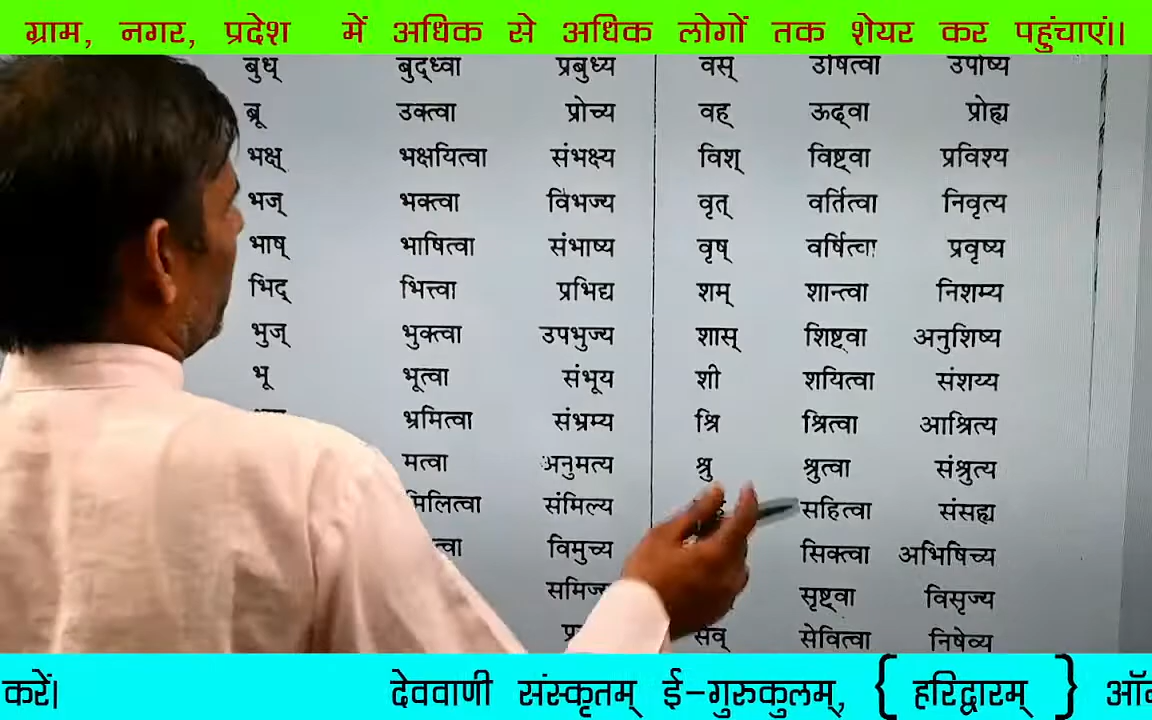 ग्राम, नगर, प्रदेश में अधिक से अधिक लोगों तक शेयर कर पहुंचाएं।।
बुध् बुद्ध्वा प्रबुध्य वस् उषित्वा उपोष्य
ब्रू उक्त्वा प्रोच्य वह् ऊढ्वा प्रोह्य
भक्ष् भक्षयित्वा संभक्ष्य विश् विष्ट्वा प्रविश्य
भज् भक्त्वा विभज्य वृत् वर्तित्वा निवृत्य
भाष् भाषित्वा संभाष्य वृष् वर्षित्वा प्रवृष्य
भिद् भित्त्वा प्रभिद्य शम् शान्त्वा निशम्य
भुज् भुक्त्वा उपभुज्य शास् शिष्ट्वा अनुशिष्य
भू भूत्वा संभूय शी शयित्वा संशय्य
भ्रमित्वा संभ्रम्य श्रि श्रित्वा आश्रित्य
मत्वा अनुमत्य श्रु श्रुत्वा संश्रुत्य
मिलित्वा संमिल्य सहित्वा संसह्य
विमुच्य सिक्त्वा अभिषिच्य
सृष्ट्वा विसृज्य
सेव् सेवित्वा निषेव्य
करें। देववाणी संस्कृतम् ई-गुरुकुलम्, { हरिद्वारम् }